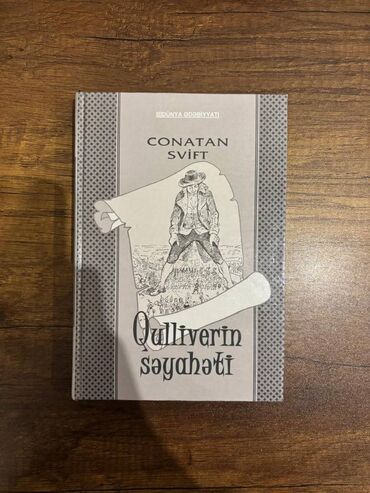 DÜNYA ƏDƏBİYYATI
CONATAN
SVİFT
Qulliverin
səyahəti